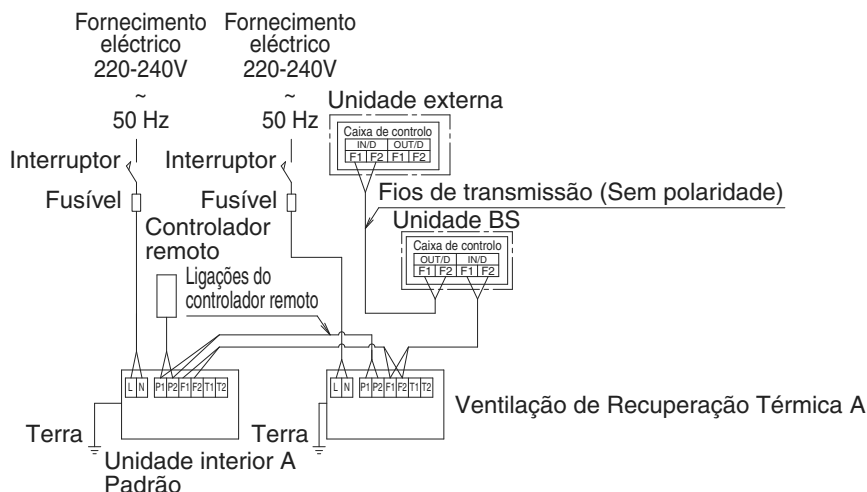 Fornecimento
eléctrico
220-240V
~
50 Hz
Interruptor
Fusível
Fornecimento
eléctrico
220-240V
~
50 Hz
Interruptor
Fusível
Unidade externa
Caixa de controlo
IN/D OUT/D
F1 F2 F1 F2
Fios de transmissão (Sem polaridade)
Unidade BS
Caixa de controlo
OUT/D IN/D
F1 F2 F1 F2
Controlador
remoto
Ligações do
controlador remoto
L N P1 P2 F1 F2 T1 T2
L N P1 P2 F1 F2 T1 T2
Ventilação de Recuperação Térmica A
Terra
Terra
Unidade interior A
Padrão